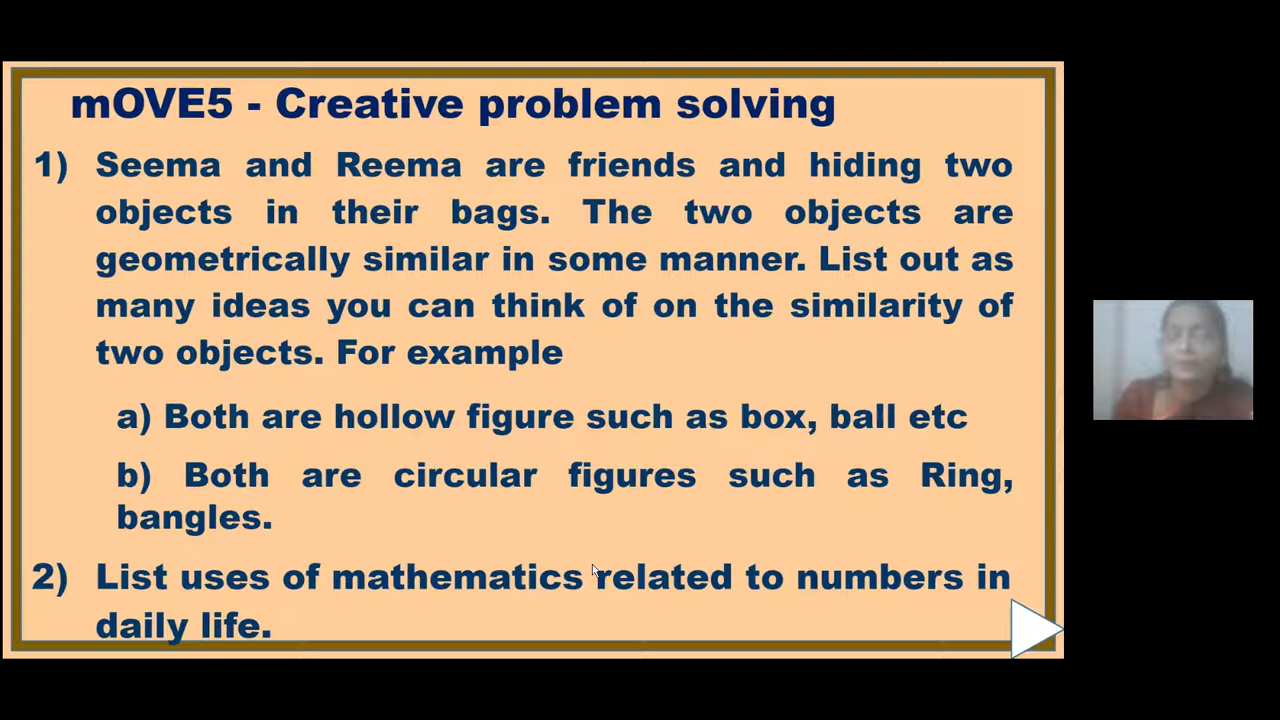 mOVE5 - Creative problem solving
1) Seema and Reema are friends and hiding two
objects in their bags. The two objects are
geometrically similar in some manner. List out as
many ideas you can think of on the similarity of
two objects. For example
a) Both are hollow figure such as box, ball etc
b) Both are circular figures such as Ring,
bangles.
2) List uses of mathematics related to numbers in
daily life.